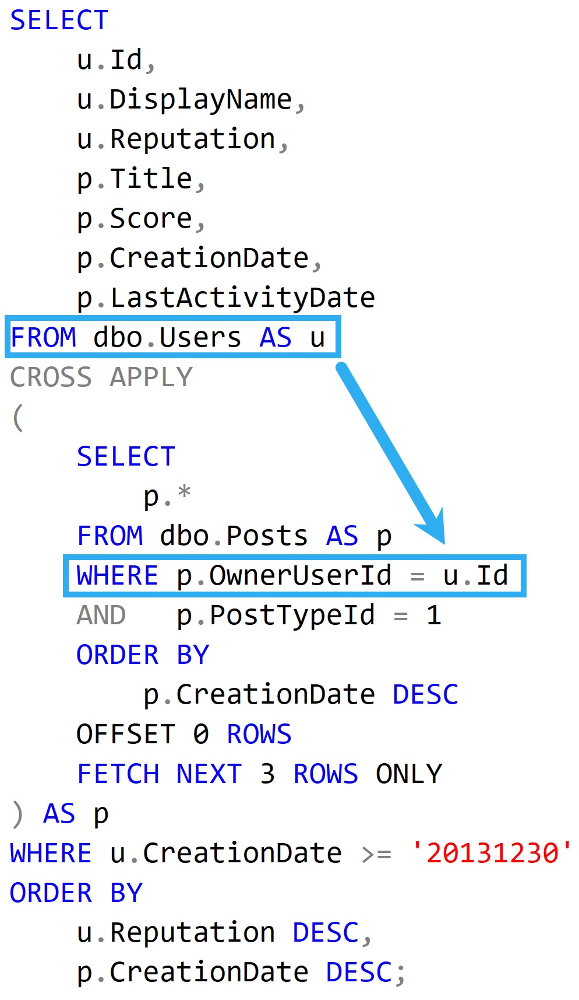 SELECT
    u.Id,
    u.DisplayName,
    u.Reputation,
    p.Title,
    p.Score,
    p.CreationDate,
    p.LastActivityDate
FROM dbo.Users AS u
CROSS APPLY
(
    SELECT
        p.*
    FROM dbo.Posts AS p
    WHERE p.OwnerUserId = u.Id
    AND   p.PostTypeId = 1
    ORDER BY
        p.CreationDate DESC
    OFFSET 0 ROWS
    FETCH NEXT 3 ROWS ONLY
) AS p
WHERE u.CreationDate >= '20131230'
ORDER BY
    u.Reputation DESC,
    p.CreationDate DESC;